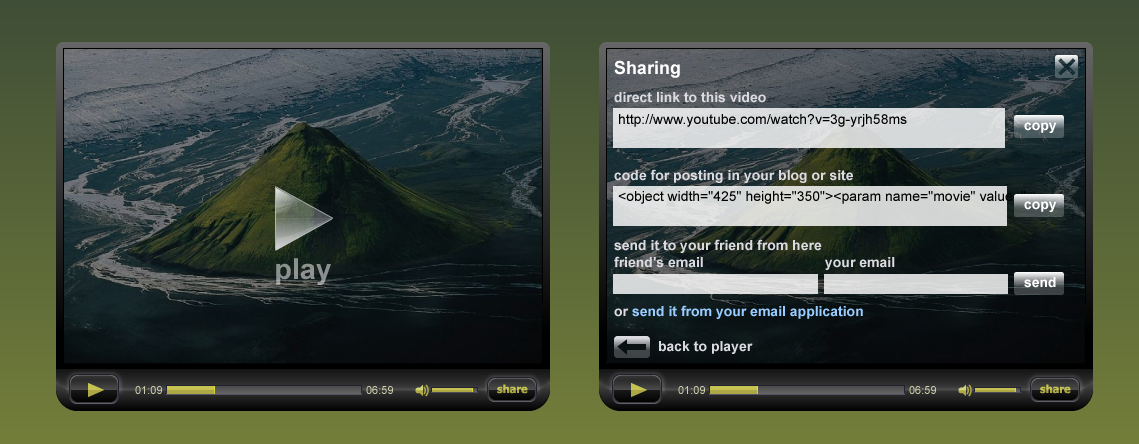 play
01:09
06:59
share
Sharing
direct link to this video
http://www.youtube.com/watch?v=3g-yrjh58ms
copy
code for posting in your blog or site
<object width="425" height="350"><param name="movie" value
copy
send it to your friend from here
friend's email your email
send
or send it from your email application
back to player
01:09
06:59
share